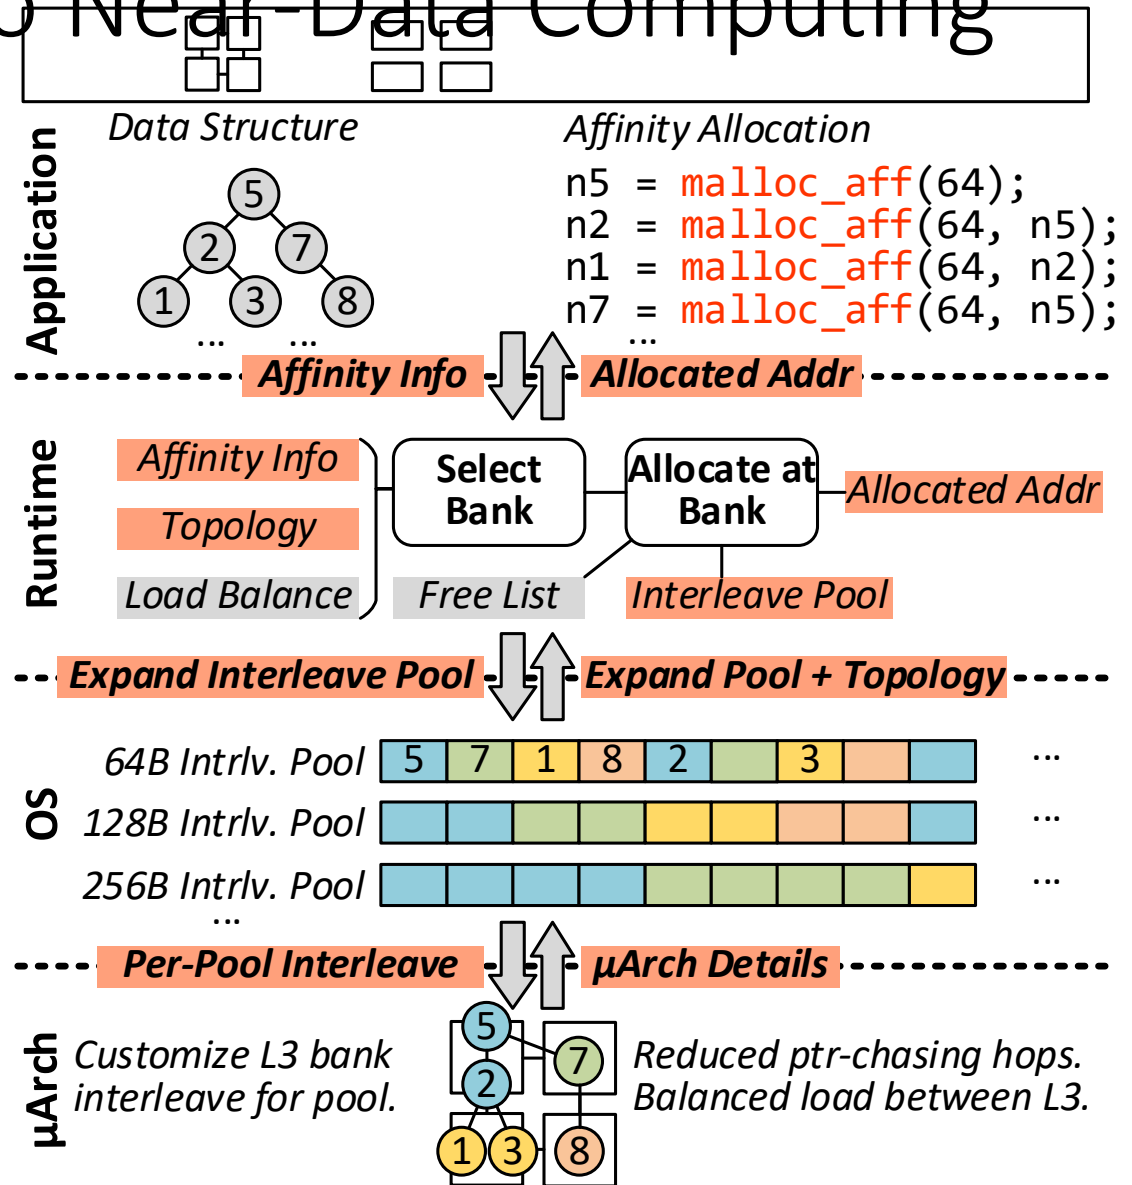 o Near-Data Computing
Application
Data Structure
5
2 7
1 3 8
... ...
Affinity Allocation
n5 = malloc_aff(64);
n2 = malloc_aff(64, n5);
n1 = malloc_aff(64, n2);
n7 = malloc_aff(64, n5);
...
Affinity Info
Allocated Addr
Runtime
Affinity Info
Topology
Load Balance
Select
Bank
Allocate at
Bank
Allocated Addr
Free List
Interleave Pool
Expand Interleave Pool
Expand Pool + Topology
OS
64B Intrlv. Pool 5 7 1 8 2 3 ...
128B Intrlv. Pool ...
256B Intrlv. Pool ...
...
Per-Pool Interleave
µArch Details
µArch
Customize L3 bank
interleave for pool.
5
7
2
1 3 8
Reduced ptr-chasing hops.
Balanced load between L3.